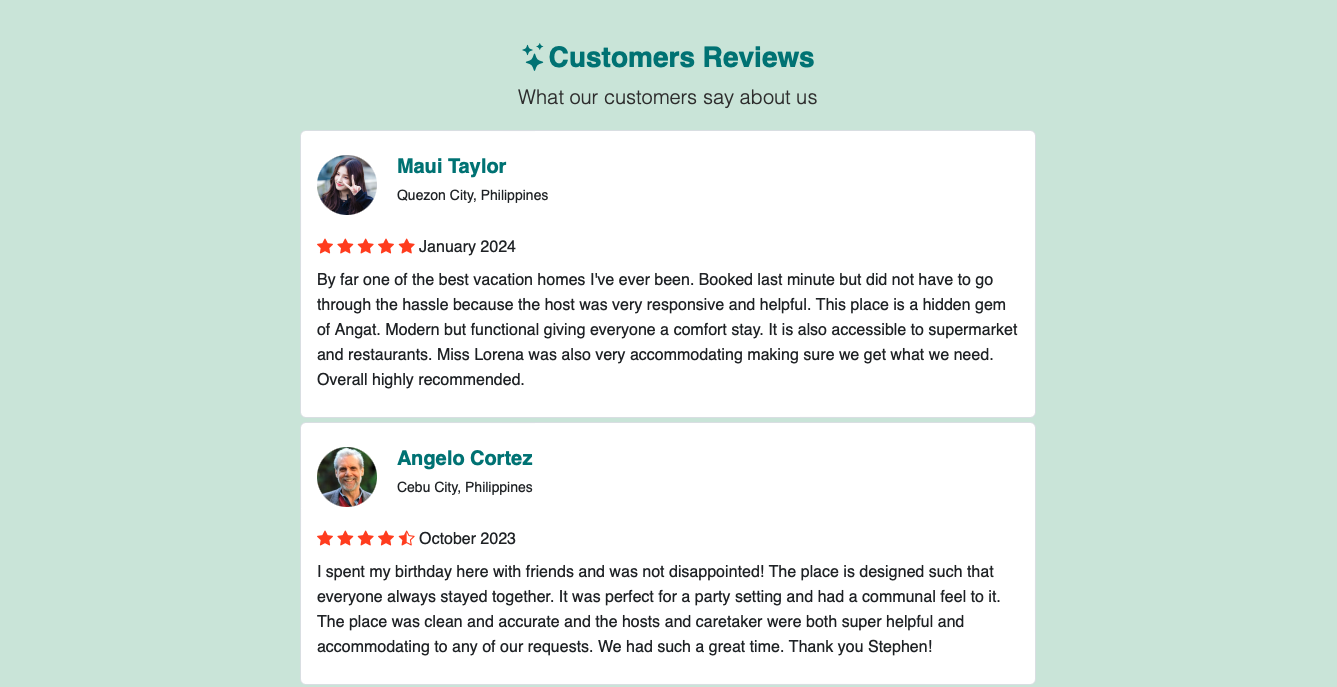 Customers Reviews
What our customers say about us
Maui Taylor
Quezon City, Philippines
January 2024
By far one of the best vacation homes I've ever been. Booked last minute but did not have to go
through the hassle because the host was very responsive and helpful. This place is a hidden gem
of Angat. Modern but functional giving everyone a comfort stay. It is also accessible to supermarket
and restaurants. Miss Lorena was also very accommodating making sure we get what we need.
Overall highly recommended.
Angelo Cortez
Cebu City, Philippines
October 2023
I spent my birthday here with friends and was not disappointed! The place is designed such that
everyone always stayed together. It was perfect for a party setting and had a communal feel to it.
The place was clean and accurate and the hosts and caretaker were both super helpful and
accommodating to any of our requests. We had such a great time. Thank you Stephen!